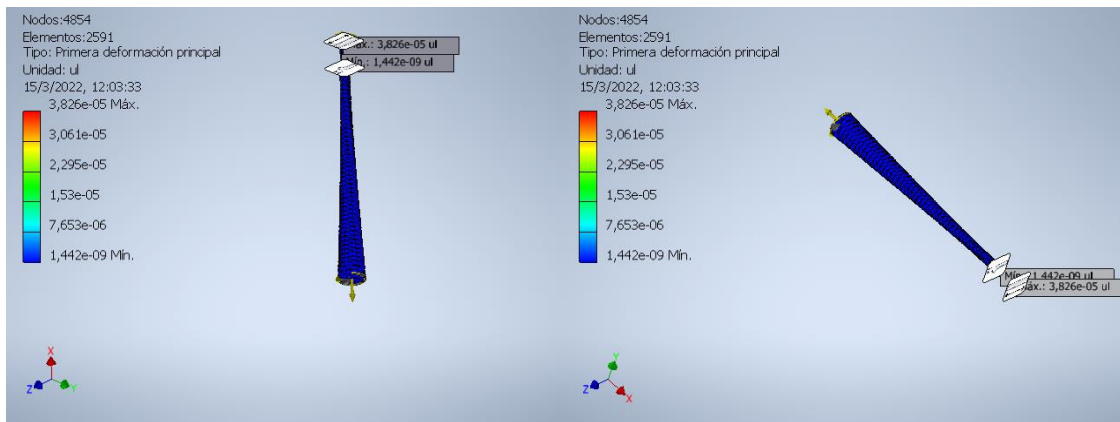 Nodos:4854
Elementos:2591
Tipo: Primera deformación principal
Unidad: ul
15/3/2022, 12:03:33
3,826e-05 Máx.
3,061e-05
2,295e-05
1,53e-05
7,653e-06
1,442e-09 Mín.
Máx.: 3,826e-05 ul
Mín.: 1,442e-09 ul
X
Z
Y
Nodos:4854
Elementos:2591
Tipo: Primera deformación principal
Unidad: ul
15/3/2022, 12:03:33
3,826e-05 Máx.
3,061e-05
2,295e-05
1,53e-05
7,653e-06
1,442e-09 Mín.
Mín.: 1,442e-09 ul
Máx.: 3,826e-05 ul
Y
Z
X